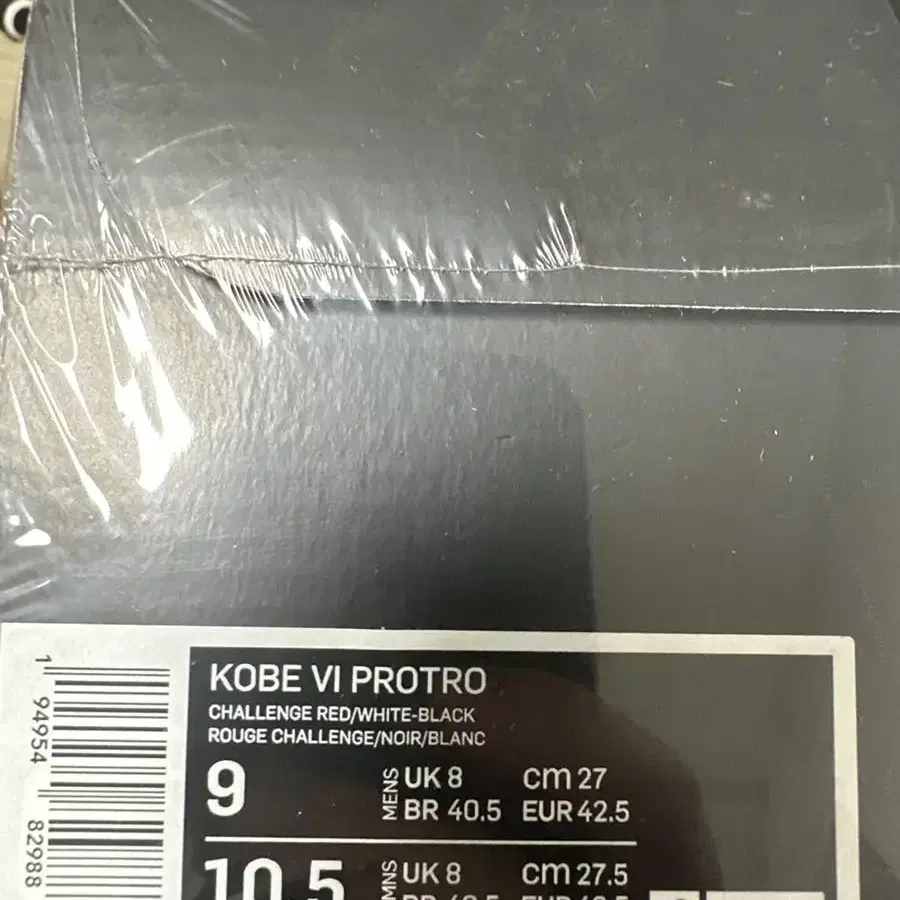 KOBE VI PROTRO
CHALLENGE RED/WHITE-BLACK
ROUGE CHALLENGE/NOIR/BLANC
9 MENS UK 8 CM 27
BR 40.5 EUR 42.5
10.5 UK 8 CM 27.5
1 94954 82988